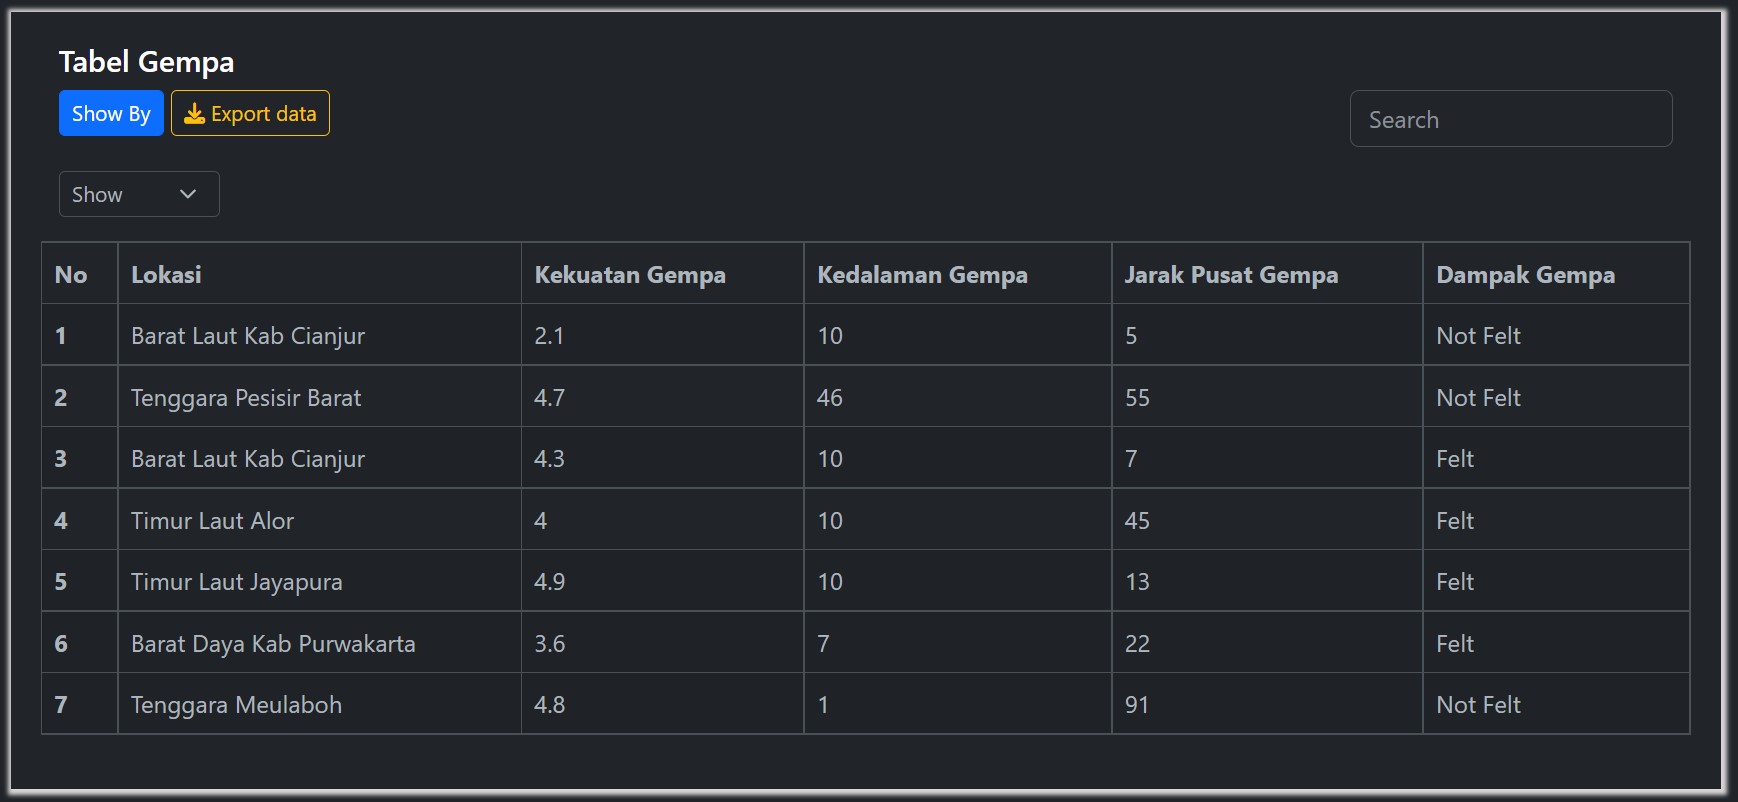 Tabel Gempa
Show By Export data Search
Show
No Lokasi Kekuatan Gempa Kedalaman Gempa Jarak Pusat Gempa Dampak Gempa
1 Barat Laut Kab Cianjur 2.1 10 5 Not Felt
2 Tenggara Pesisir Barat 4.7 46 55 Not Felt
3 Barat Laut Kab Cianjur 4.3 10 7 Felt
4 Timur Laut Alor 4 10 45 Felt
5 Timur Laut Jayapura 4.9 10 13 Felt
6 Barat Daya Kab Purwakarta 3.6 7 22 Felt
7 Tenggara Meulaboh 4.8 1 91 Not Felt